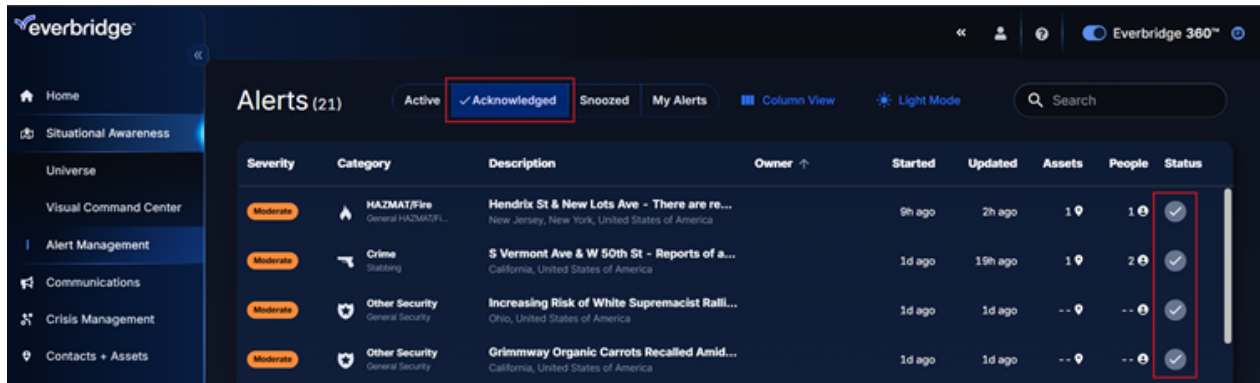 everbridge
Everbridge 360™
Home
Situational Awareness
Universe
Visual Command Center
Alert Management
Communications
Crisis Management
Contacts + Assets
Alerts (21)
Active
Acknowledged
Snoozed
My Alerts
Column View
Light Mode
Search
Severity Category Description Owner ↑ Started Updated Assets People Status
Moderate HAZMAT/Fire Hendrix St & New Lots Ave - There are re... 9h ago 2h ago 1 1
General HAZMAT/Fi... New Jersey, New York, United States of America
Moderate Crime S Vermont Ave & W 50th St - Reports of a... 1d ago 19h ago 1 2
Stabbing California, United States of America
Moderate Other Security Increasing Risk of White Supremacist Ralli... 1d ago 1d ago -- --
General Security Ohio, United States of America
Moderate Other Security Grimmway Organic Carrots Recalled Amid... 1d ago 1d ago -- --
General Security California, United States of America